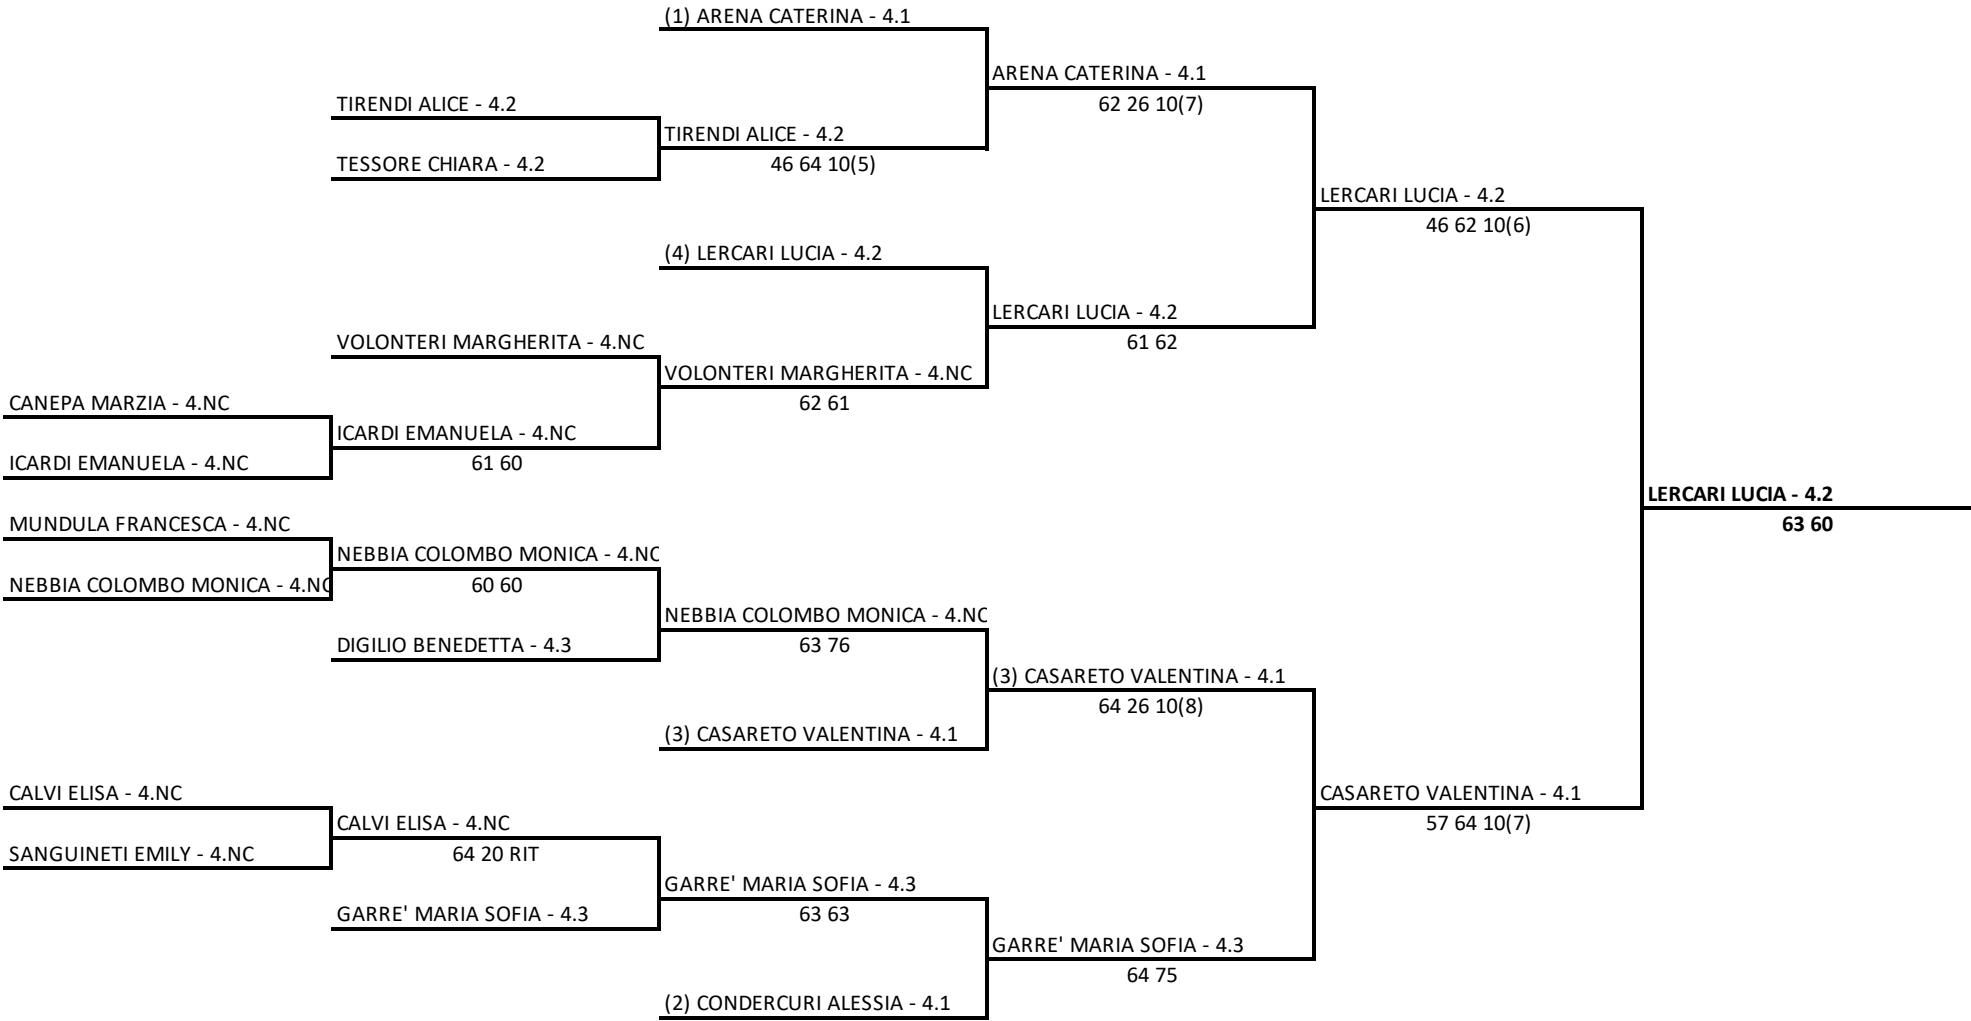 (1) ARENA CATERINA - 4.1
ARENA CATERINA - 4.1
62 26 10(7)
TIRENDI ALICE - 4.2
TIRENDI ALICE - 4.2
46 64 10(5)
TESSORE CHIARA - 4.2
LERCARI LUCIA - 4.2
46 62 10(6)
(4) LERCARI LUCIA - 4.2
LERCARI LUCIA - 4.2
61 62
VOLONTERI MARGHERITA - 4.NC
VOLONTERI MARGHERITA - 4.NC
62 61
CANEPA MARZIA - 4.NC
ICARDI EMANUELA - 4.NC
61 60
ICARDI EMANUELA - 4.NC
LERCARI LUCIA - 4.2
63 60
MUNDULA FRANCESCA - 4.NC
NEBBIA COLOMBO MONICA - 4.NC
60 60
NEBBIA COLOMBO MONICA - 4.NC
NEBBIA COLOMBO MONICA - 4.NC
63 76
DIGILIO BENEDETTA - 4.3
(3) CASARETO VALENTINA - 4.1
64 26 10(8)
(3) CASARETO VALENTINA - 4.1
CALVI ELISA - 4.NC
CASARETO VALENTINA - 4.1
57 64 10(7)
CALVI ELISA - 4.NC
64 20 RIT
SANGUINETI EMILY - 4.NC
GARRE' MARIA SOFIA - 4.3
63 63
GARRE' MARIA SOFIA - 4.3
GARRE' MARIA SOFIA - 4.3
64 75
(2) CONDERCURI ALESSIA - 4.1